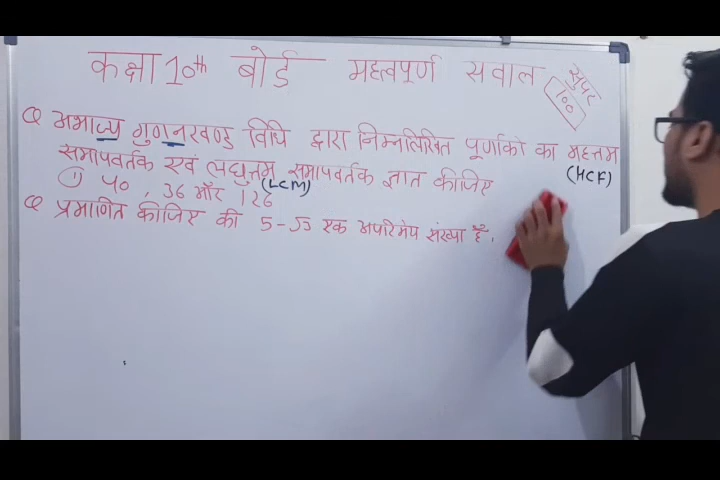 कक्षा 10th बोर्ड महत्वपूर्ण सवाल
सुपर 100
Q अभाज्य गुणनखण्ड विधि द्वारा निम्नलिखित पूर्णाकों का महत्तम (HCF)
समापवर्तक एवं लघुत्तम (LCM) समापवर्तक ज्ञात कीजिए
① 40, 36 और 126
Q प्रमाणित कीजिए की 5-√3 एक अपरिमेय संख्या है.